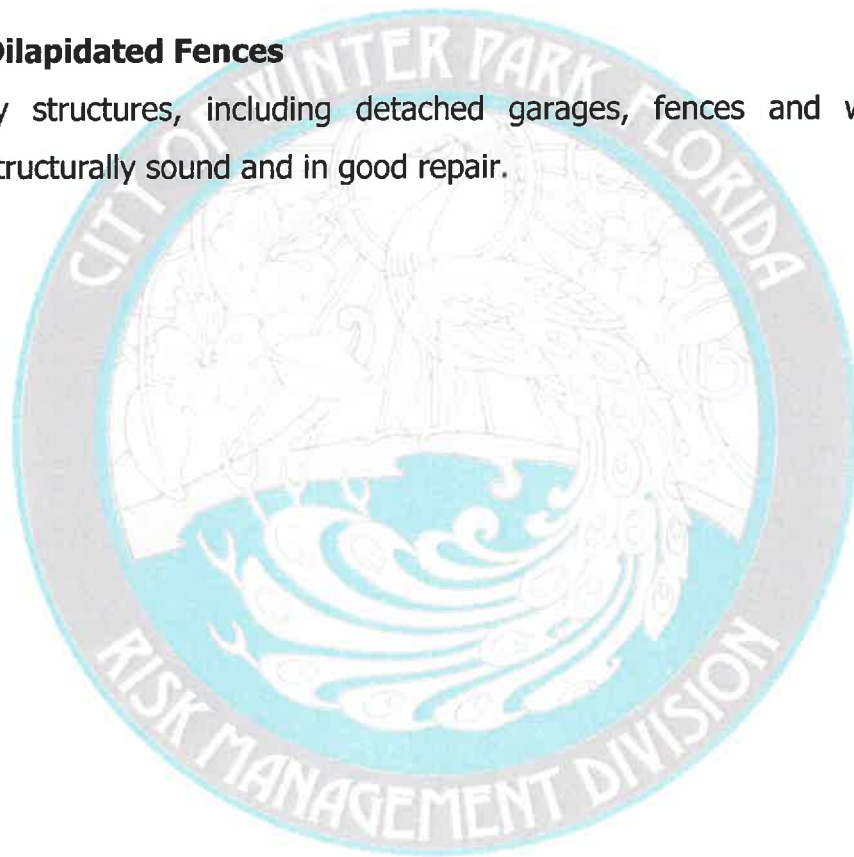 Dilapidated Fences
y structures, including detached garages, fences and w
tructurally sound and in good repair.
CITY OF WINTER PARK, FLORIDA
RISK MANAGEMENT DIVISION